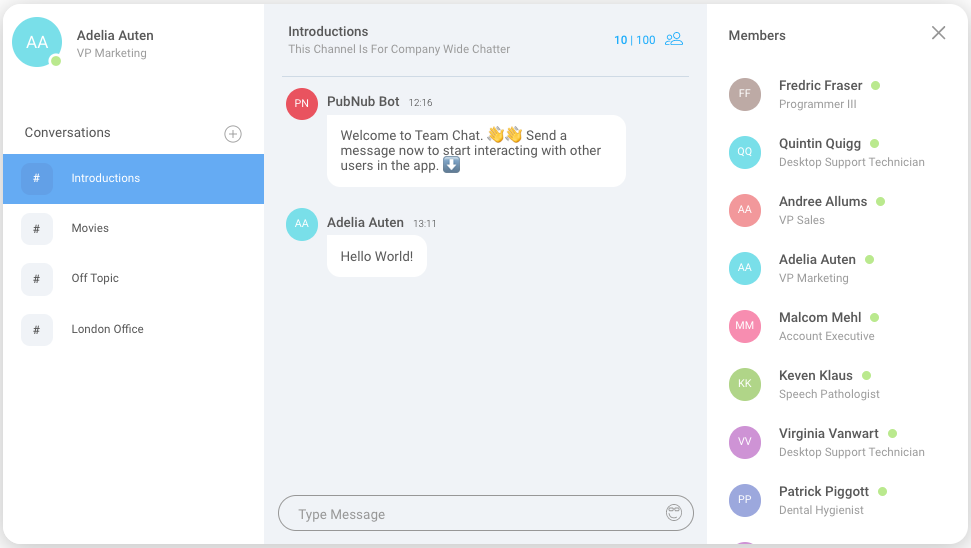 AA
Adelia Auten
VP Marketing
Conversations
# Introductions
# Movies
# Off Topic
# London Office
Introductions
This Channel Is For Company Wide Chatter
10 | 100
PN
PubNub Bot 12:16
Welcome to Team Chat. 👋👋 Send a
message now to start interacting with other
users in the app. ⬇️
AA
Adelia Auten 13:11
Hello World!
Type Message
Members
FF
Fredric Fraser
Programmer III
QQ
Quintin Quigg
Desktop Support Technician
AA
Andree Allums
VP Sales
AA
Adelia Auten
VP Marketing
MM
Malcom Mehl
Account Executive
KK
Keven Klaus
Speech Pathologist
VV
Virginia Vanwart
Desktop Support Technician
PP
Patrick Piggott
Dental Hygienist